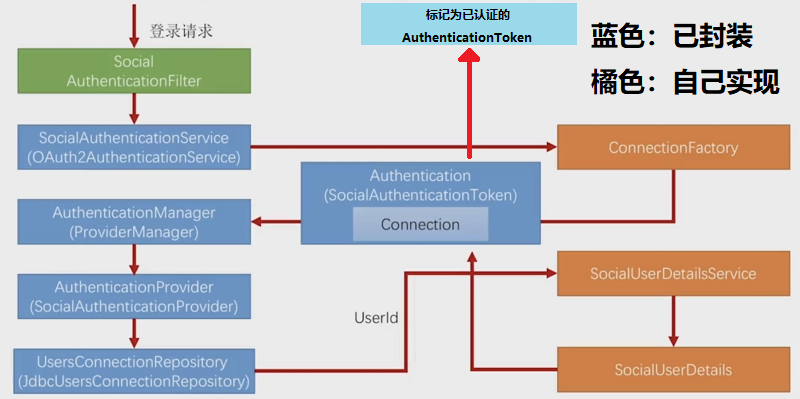 登录请求
标记为已认证的
AuthenticationToken
蓝色：已封装
橘色：自己实现
Social
AuthenticationFilter
SocialAuthenticationService
(OAuth2AuthenticationService)
ConnectionFactory
Authentication
(SocialAuthenticationToken)
Connection
AuthenticationManager
(ProviderManager)
AuthenticationProvider
(SocialAuthenticationProvider)
SocialUserDetailsService
UserId
UsersConnectionRepository
(JdbcUsersConnectionRepository)
SocialUserDetails